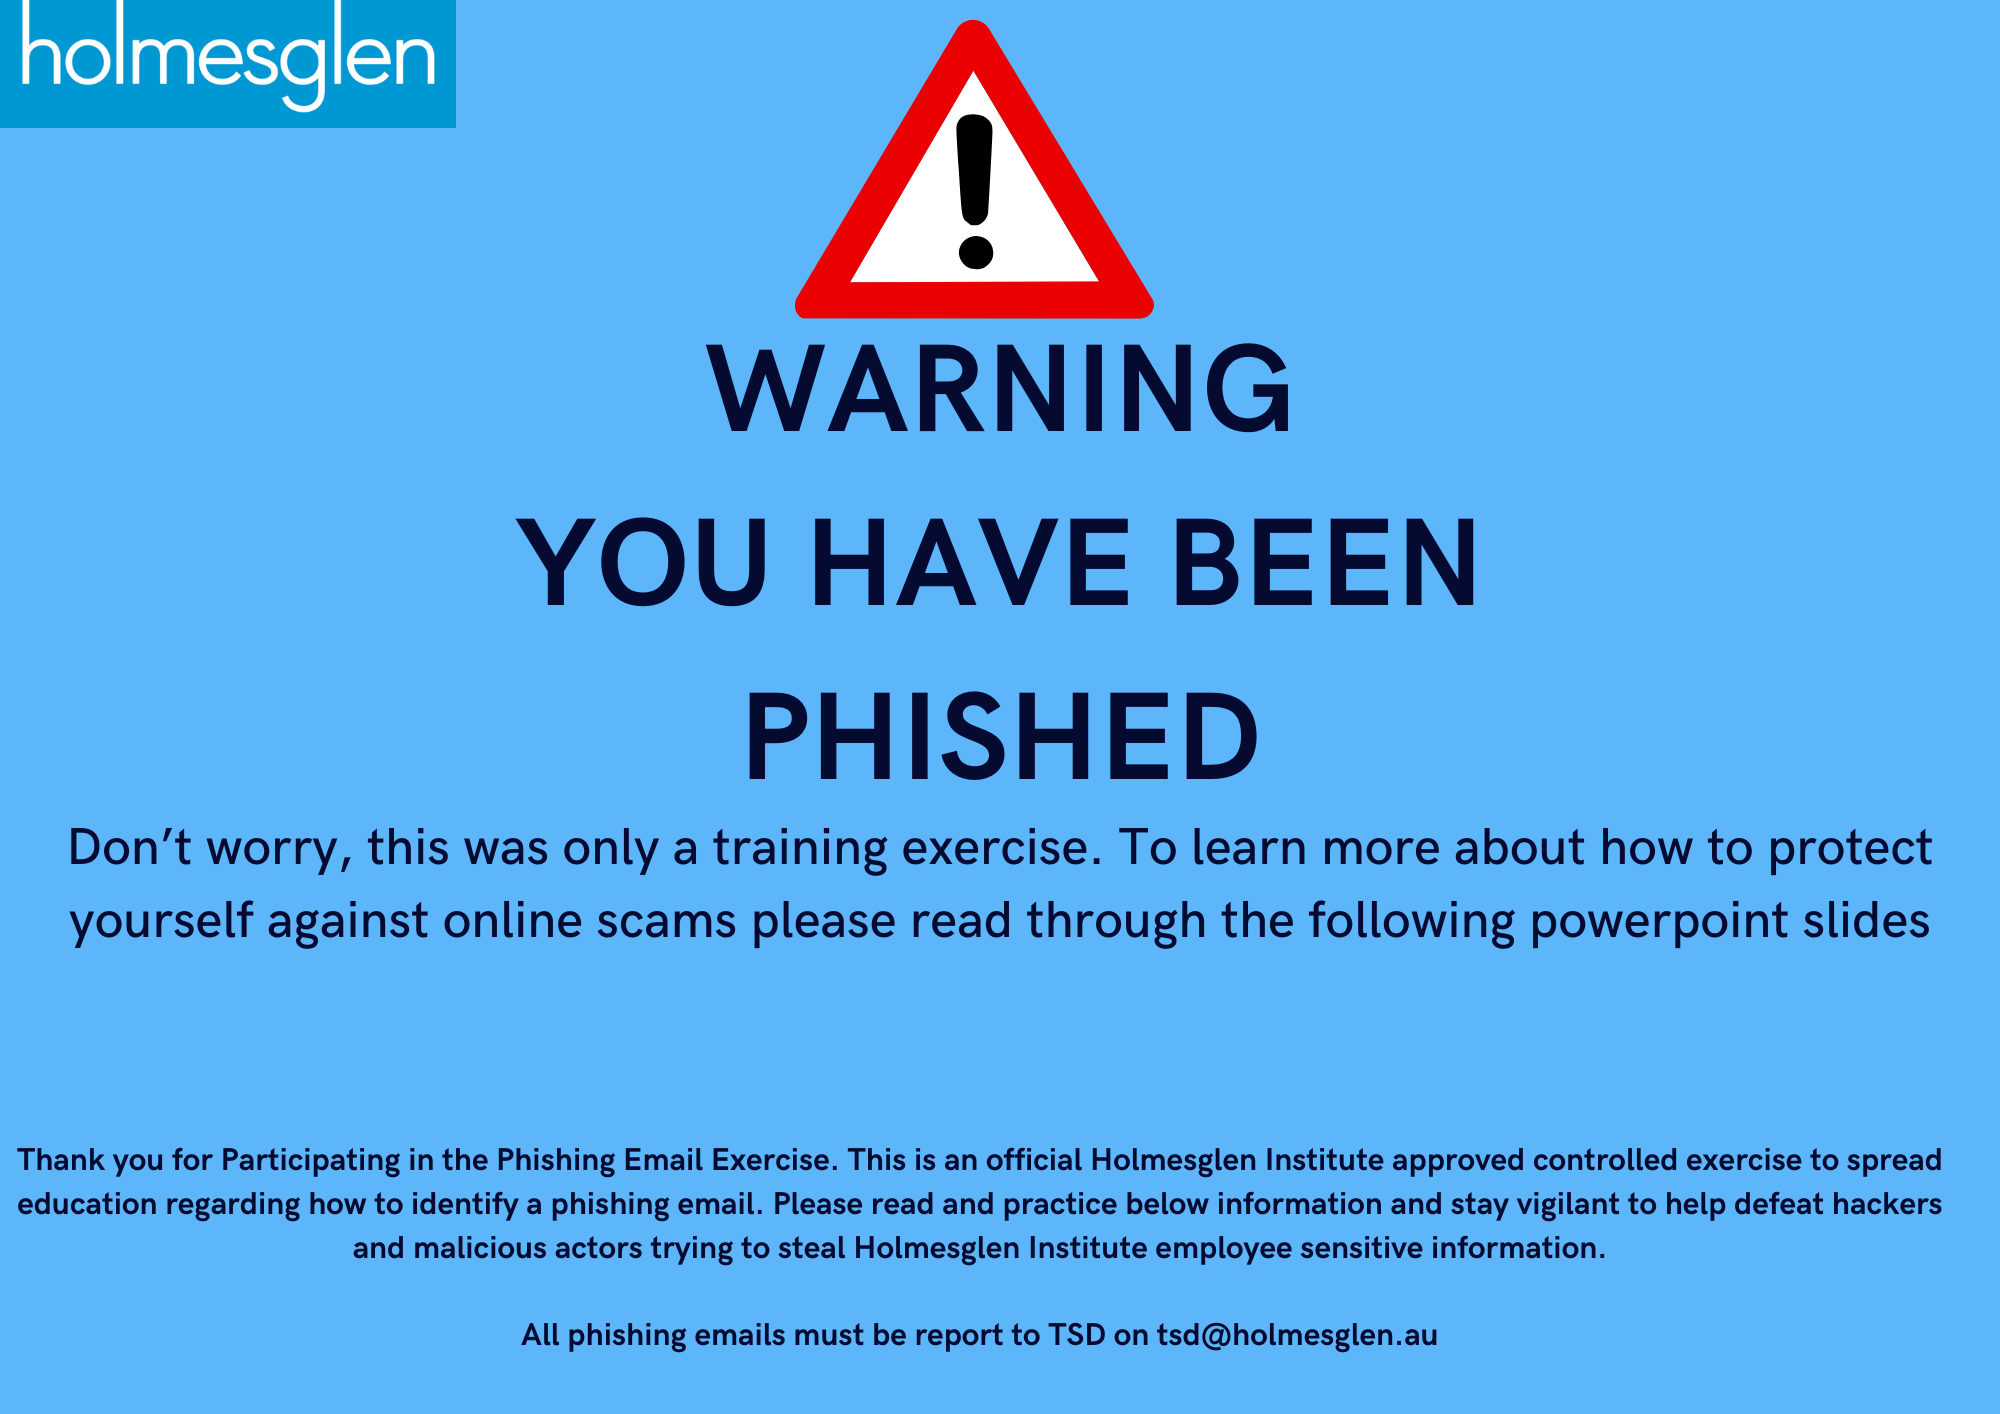 holmesglen
WARNING
YOU HAVE BEEN
PHISHED
Don’t worry, this was only a training exercise. To learn more about how to protect
yourself against online scams please read through the following powerpoint slides
Thank you for Participating in the Phishing Email Exercise. This is an official Holmesglen Institute approved controlled exercise to spread
education regarding how to identify a phishing email. Please read and practice below information and stay vigilant to help defeat hackers
and malicious actors trying to steal Holmesglen Institute employee sensitive information.
All phishing emails must be report to TSD on tsd@holmesglen.au